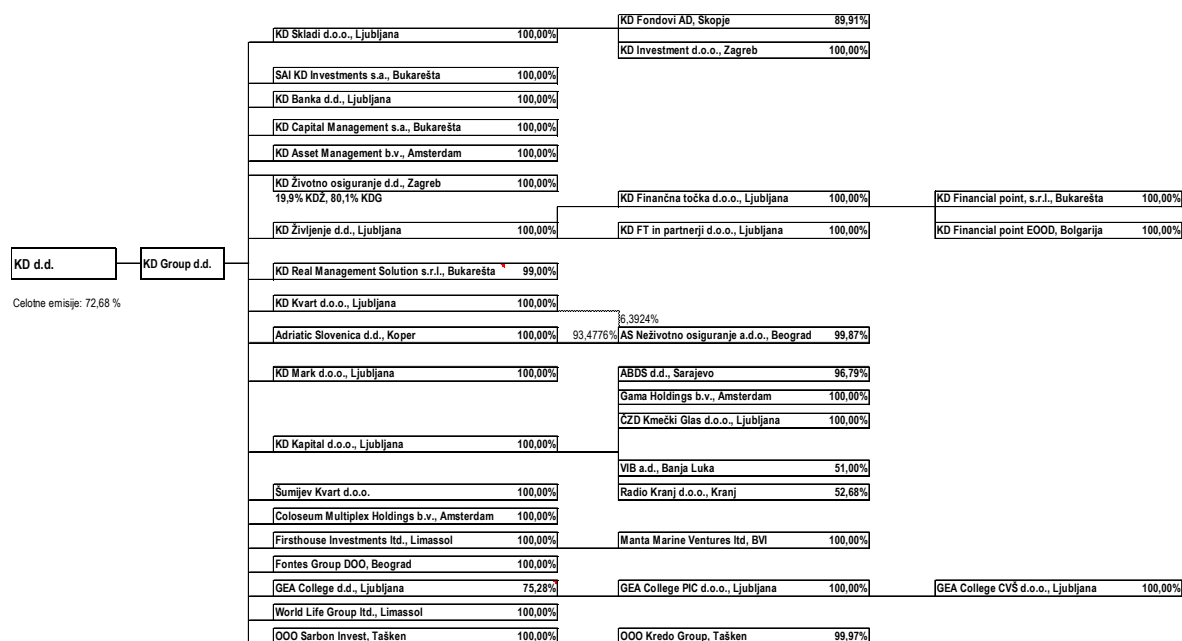 KD Fondovi AD, Skopje 89,91%
KD Skladi d.o.o., Ljubljana 100,00%
KD Investment d.o.o., Zagreb 100,00%
SAI KD Investments s.a., Bukarešta 100,00%
KD Banka d.d., Ljubljana 100,00%
KD Capital Management s.a., Bukarešta 100,00%
KD Asset Management b.v., Amsterdam 100,00%
KD Životno osiguranje d.d., Zagreb 100,00%
19,9% KDŽ, 80,1% KDG
KD Finančna točka d.o.o., Ljubljana 100,00%
KD Financial point, s.r.l., Bukarešta 100,00%
KD Življenje d.d., Ljubljana 100,00%
KD FT in partnerji d.o.o., Ljubljana 100,00%
KD Financial point EOOD, Bolgarija 100,00%
KD d.d.
KD Group d.d.
KD Real Management Solution s.r.l., Bukarešta 99,00%
Celotne emisije: 72,68 %
KD Kvart d.o.o., Ljubljana 100,00%
6,3924%
Adriatic Slovenica d.d., Koper 100,00%
93,4776%
AS Neživotno osiguranje a.d.o., Beograd 99,87%
KD Mark d.o.o., Ljubljana 100,00%
ABDS d.d., Sarajevo 96,79%
Gama Holdings b.v., Amsterdam 100,00%
ČZD Kmečki Glas d.o.o., Ljubljana 100,00%
KD Kapital d.o.o., Ljubljana 100,00%
VIB a.d., Banja Luka 51,00%
Šumijev Kvart d.o.o. 100,00%
Radio Kranj d.o.o., Kranj 52,68%
Coloseum Multiplex Holdings b.v., Amsterdam 100,00%
Firsthouse Investments ltd., Limassol 100,00%
Manta Marine Ventures ltd, BVI 100,00%
Fontes Group DOO, Beograd 100,00%
GEA College d.d., Ljubljana 75,28%
GEA College PIC d.o.o., Ljubljana 100,00%
GEA College CVŠ d.o.o., Ljubljana 100,00%
World Life Group ltd., Limassol 100,00%
OOO Sarbon Invest, Tašken 100,00%
OOO Kredo Group, Tašken 99,97%